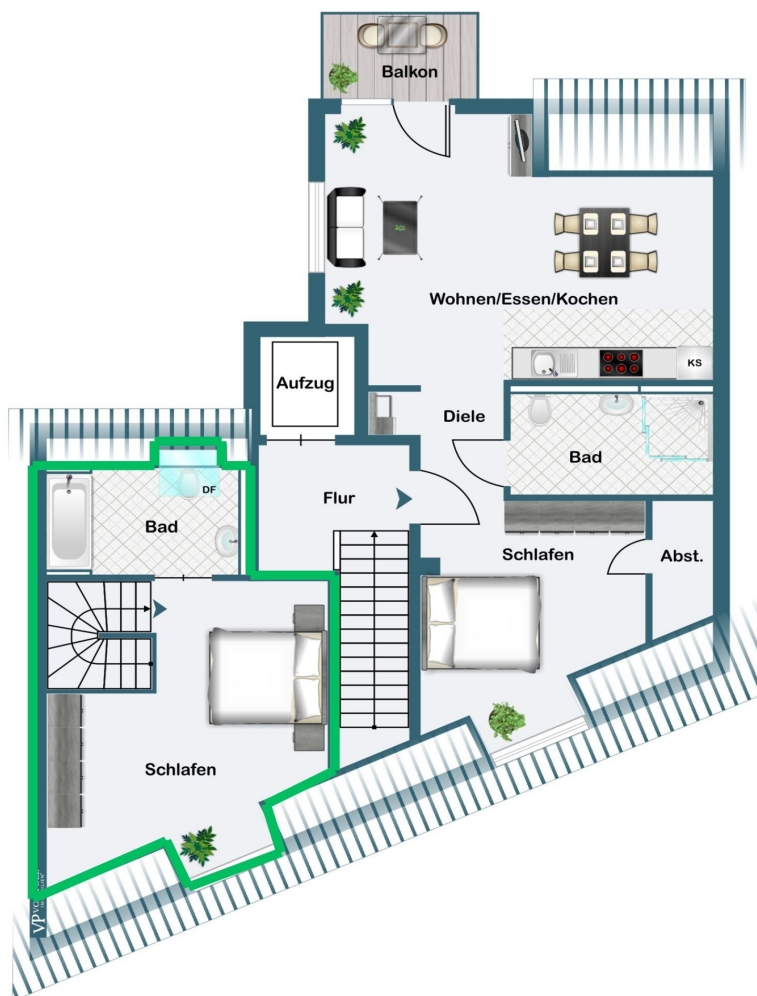 Balkon
Wohnen/Essen/Kochen
KS
Aufzug
Diele
Bad
DF
Bad
Flur
Schlafen
Abst.
Schlafen
VP